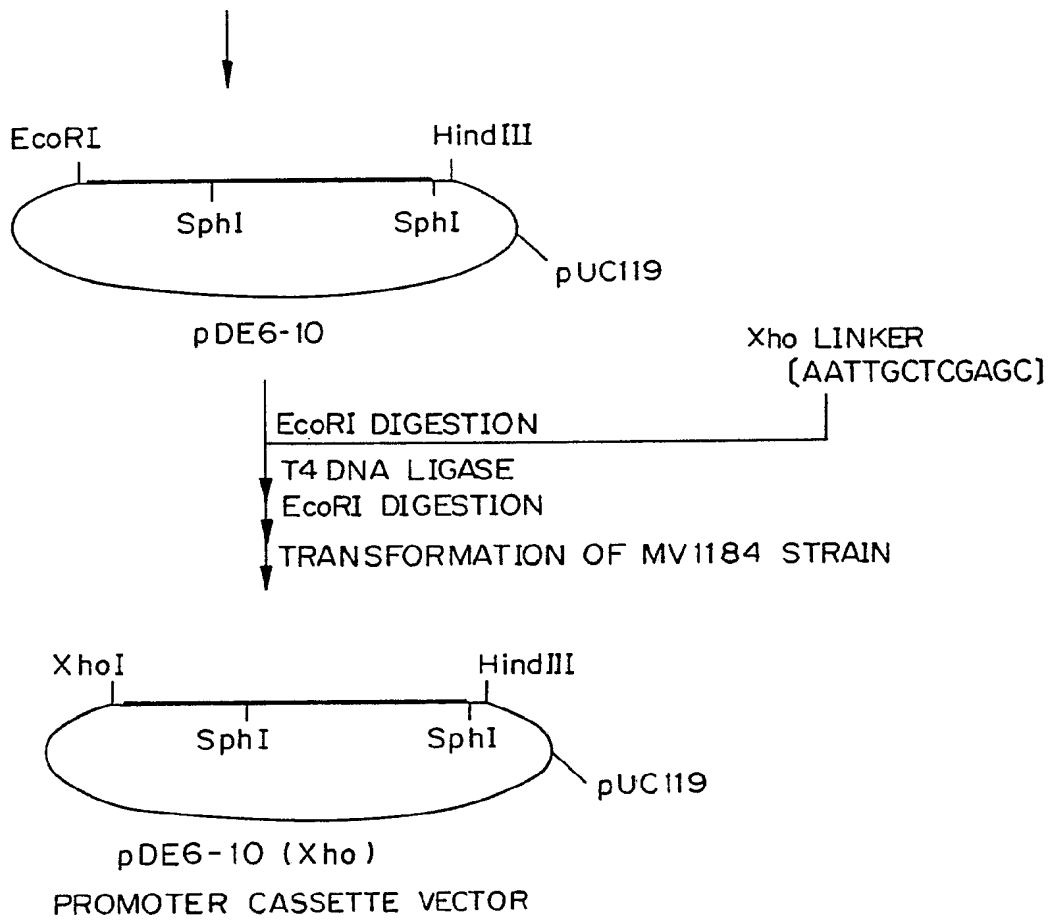 EcoRI
HindIII
SphI
SphI
pUC119
pDE6-10
Xho LINKER
[AATTGCTCGAGC]
EcoRI DIGESTION
T4 DNA LIGASE
EcoRI DIGESTION
TRANSFORMATION OF MV1184 STRAIN
XhoI
HindIII
SphI
SphI
pUC119
pDE6-10 (Xho)
PROMOTER CASSETTE VECTOR